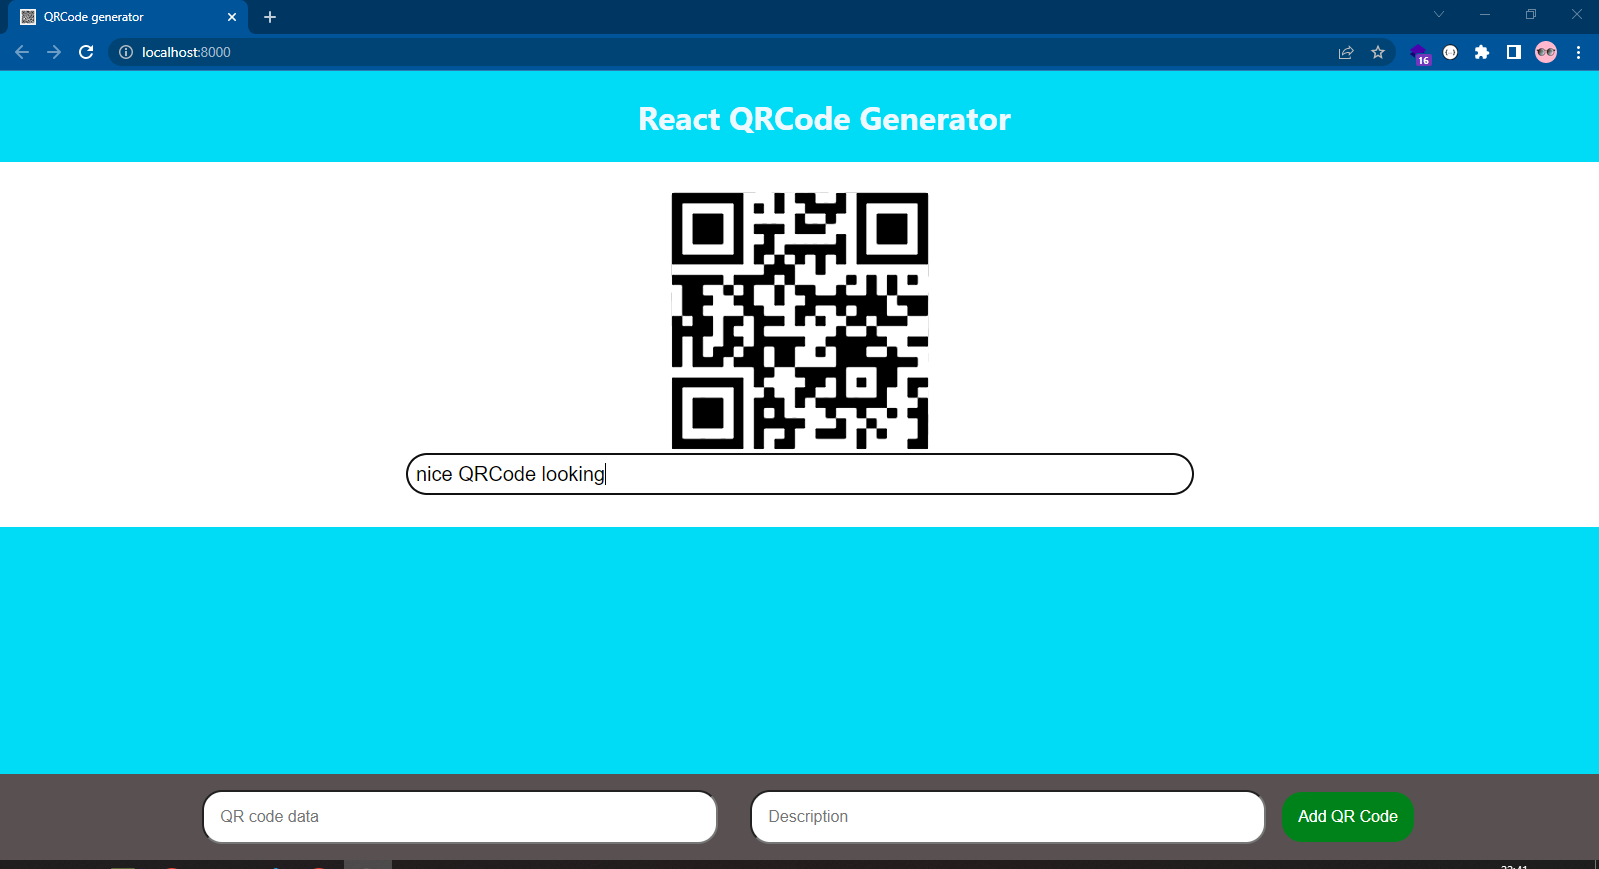 QRCode generator
localhost:8000
16
React QRCode Generator
nice QRCode looking
QR code data
Description
Add QR Code